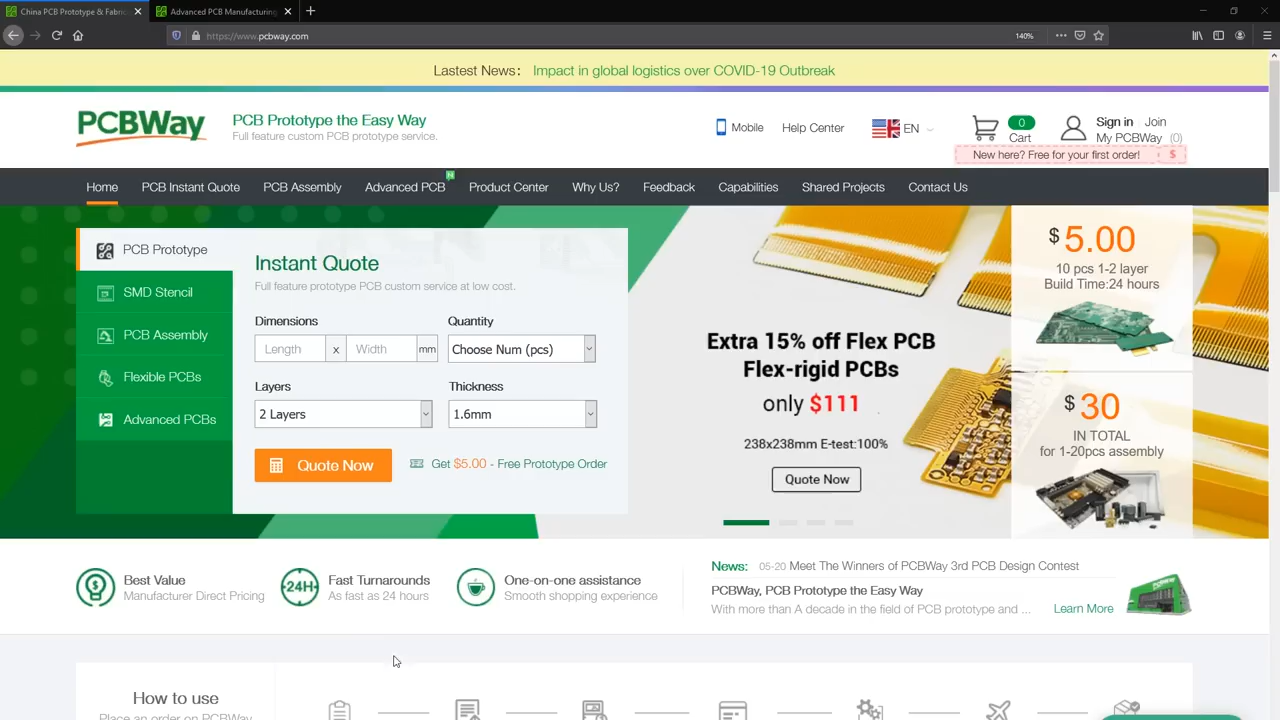 China PCB Prototype & Fabric
Advanced PCB Manufacturing
https://www.pcbway.com
140%
Lastest News: Impact in global logistics over COVID-19 Outbreak
PCBWay
PCB Prototype the Easy Way
Full feature custom PCB prototype service.
Mobile
Help Center
EN
0
Cart
Sign in Join
My PCBWay (0)
New here? Free for your first order! $
Home PCB Instant Quote PCB Assembly Advanced PCB N Product Center Why Us? Feedback Capabilities Shared Projects Contact Us
PCB Prototype
SMD Stencil
PCB Assembly
Flexible PCBs
Advanced PCBs
Instant Quote
Full feature prototype PCB custom service at low cost.
Dimensions
Length x Width mm
Quantity
Choose Num (pcs)
Layers
2 Layers
Thickness
1.6mm
Quote Now
Get $5.00 - Free Prototype Order
Extra 15% off Flex PCB
Flex-rigid PCBs
only $111
238x238mm E-test:100%
Quote Now
$ 5.00
10 pcs 1-2 layer
Build Time:24 hours
$ 30
IN TOTAL
for 1-20pcs assembly
Best Value
Manufacturer Direct Pricing
24H
Fast Turnarounds
As fast as 24 hours
One-on-one assistance
Smooth shopping experience
News: 05-20 Meet The Winners of PCBWay 3rd PCB Design Contest
PCBWay, PCB Prototype the Easy Way
With more than A decade in the field of PCB prototype and ... Learn More
How to use
Place an order on PCBWay